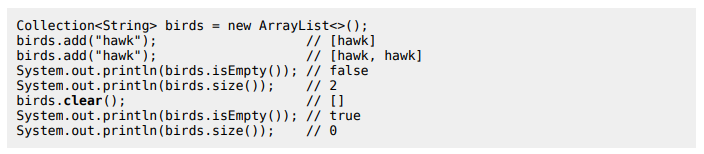 Collection<String> birds = new ArrayList<>();
birds.add("hawk");                  // [hawk]
birds.add("hawk");                  // [hawk, hawk]
System.out.println(birds.isEmpty()); // false
System.out.println(birds.size());   // 2
birds.clear();                      // []
System.out.println(birds.isEmpty()); // true
System.out.println(birds.size());   // 0